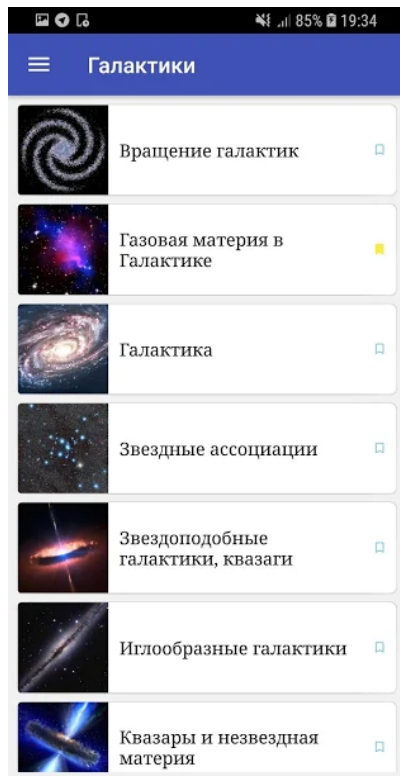 85% 19:34
Галактики
Вращение галактик
Газовая материя в
Галактике
Галактика
Звездные ассоциации
Звездоподобные
галактики, квазаги
Иглообразные галактики
Квазары и незвездная
материя